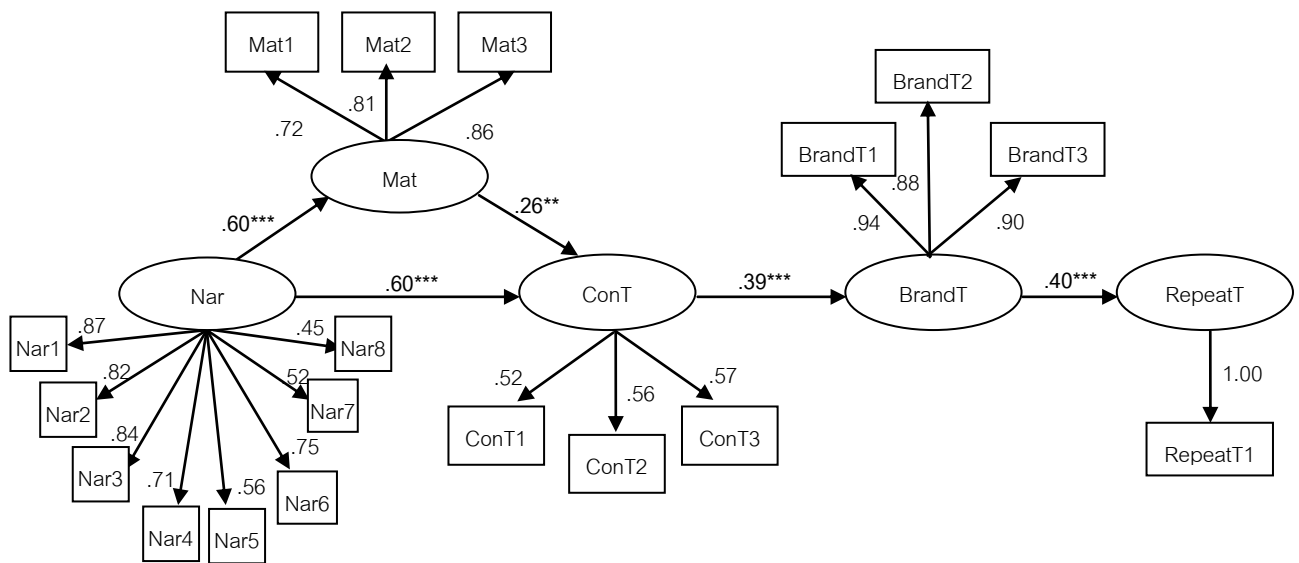 Mat1
Mat2
Mat3
BrandT2
BrandT1
BrandT3
.81
.72
.86
.88
.94
.90
Mat
.60***
.26**
Nar
.60***
ConT
.39***
BrandT
.40***
RepeatT
.87
.45
Nar1
Nar8
.82
.52
Nar2
Nar7
.84
.75
Nar3
.71
.56
Nar6
Nar4
Nar5
.52
.56
.57
ConT1
ConT2
ConT3
1.00
RepeatT1